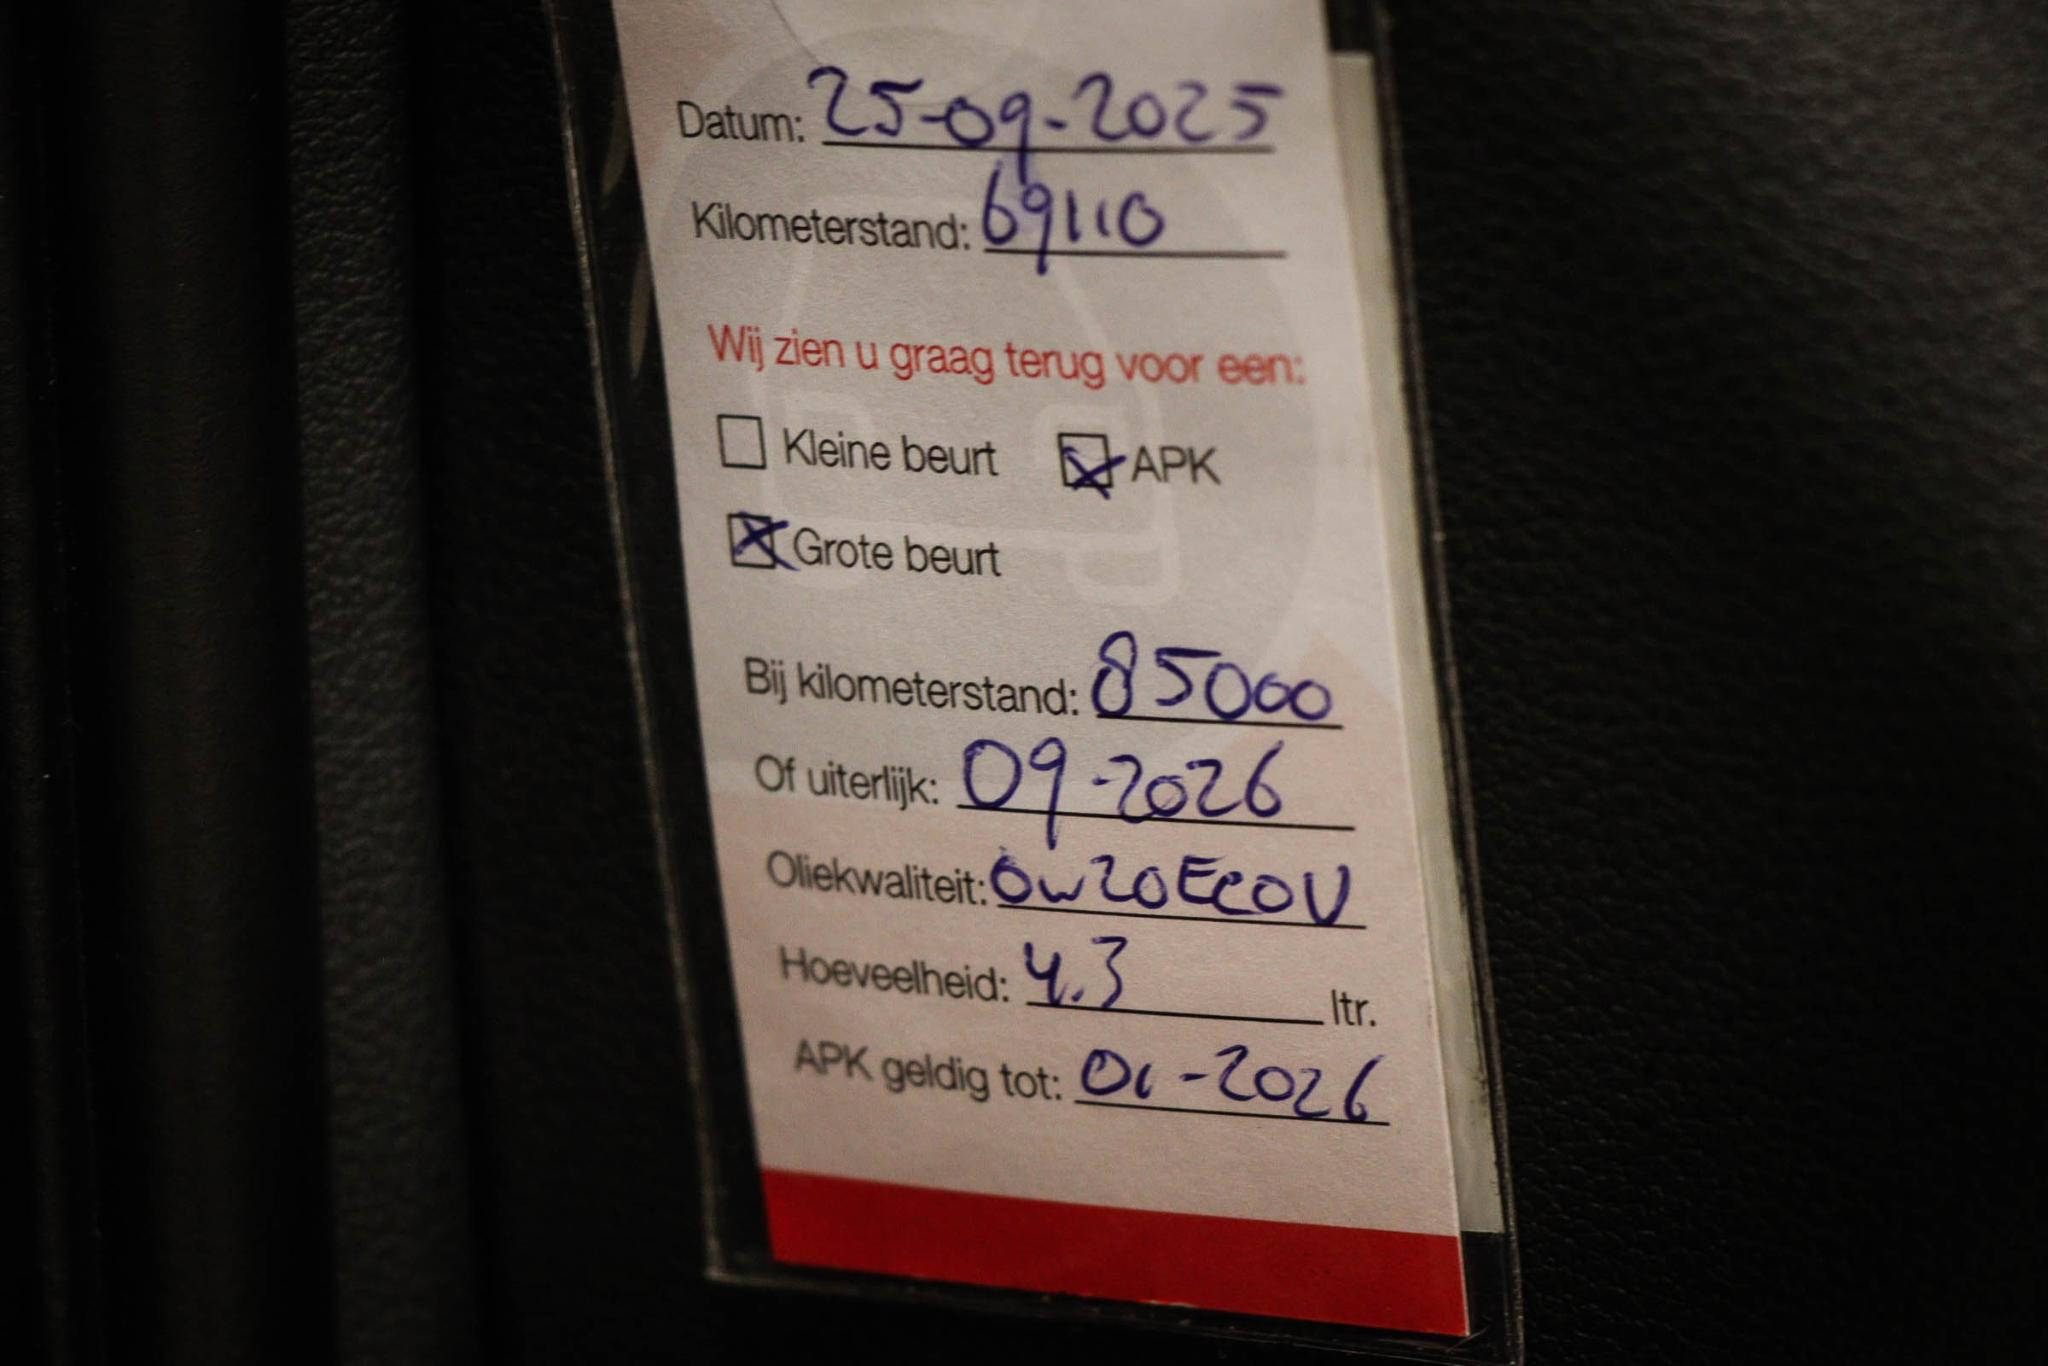 Datum: 25-09-2025
Kilometerstand: 69110
Wij zien u graag terug voor een:
Kleine beurt APK
Grote beurt
Bij kilometerstand: 85000
Of uiterlijk: 09-2026
Oliekwaliteit: 0w20EcoV
Hoeveelheid: 4.3 ltr.
APK geldig tot: 01-2026